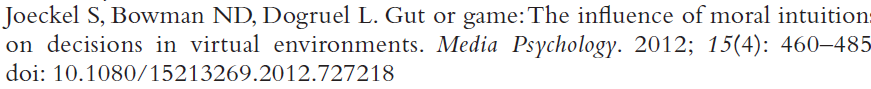 Joeckel S, Bowman ND, Dogruel L. Gut or game: The influence of moral intuition
on decisions in virtual environments. Media Psychology. 2012; 15(4): 460–485
doi: 10.1080/15213269.2012.727218